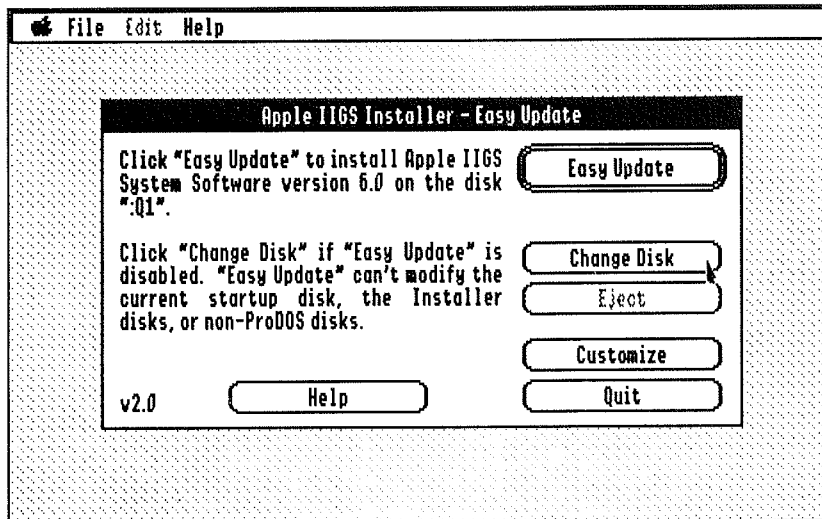 File Edit Help
Apple IIGS Installer - Easy Update
Click "Easy Update" to install Apple IIGS
System Software version 6.0 on the disk
":Q1".
Easy Update
Click "Change Disk" if "Easy Update" is
disabled. "Easy Update" can't modify the
current startup disk, the Installer
disks, or non-ProDOS disks.
Change Disk
Eject
Customize
v2.0
Help
Quit